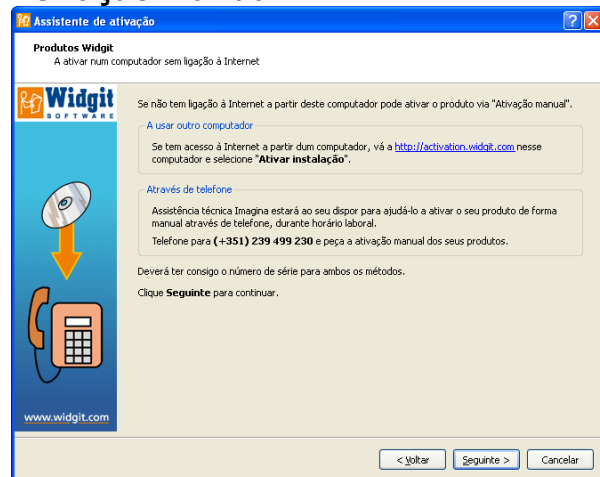 Assistente de ativação
Produtos Widgit
A ativar num computador sem ligação à Internet
Widgit
SOFTWARE
Se não tem ligação à Internet a partir deste computador pode ativar o produto via "Ativação manual".
A usar outro computador
Se tem acesso à Internet a partir dum computador, vá a http://activation.widgit.com nesse
computador e selecione "Ativar instalação".
Através de telefone
Assistência técnica Imagina estará ao seu dispor para ajudá-lo a ativar o seu produto de forma
manual através de telefone, durante horário laboral.
Telefone para (+351) 239 499 230 e peça a ativação manual dos seus produtos.
Deverá ter consigo o número de série para ambos os métodos.
Clique Seguinte para continuar.
www.widgit.com
< Voltar
Seguinte >
Cancelar